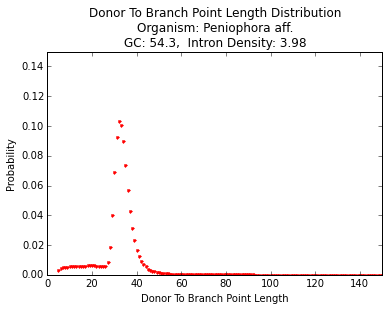 Donor To Branch Point Length Distribution
Organism: Peniophora aff.
GC: 54.3,  Intron Density: 3.98
0.14
0.12
0.10
0.08
0.06
0.04
0.02
0.00
Probability
0 20 40 60 80 100 120 140
Donor To Branch Point Length